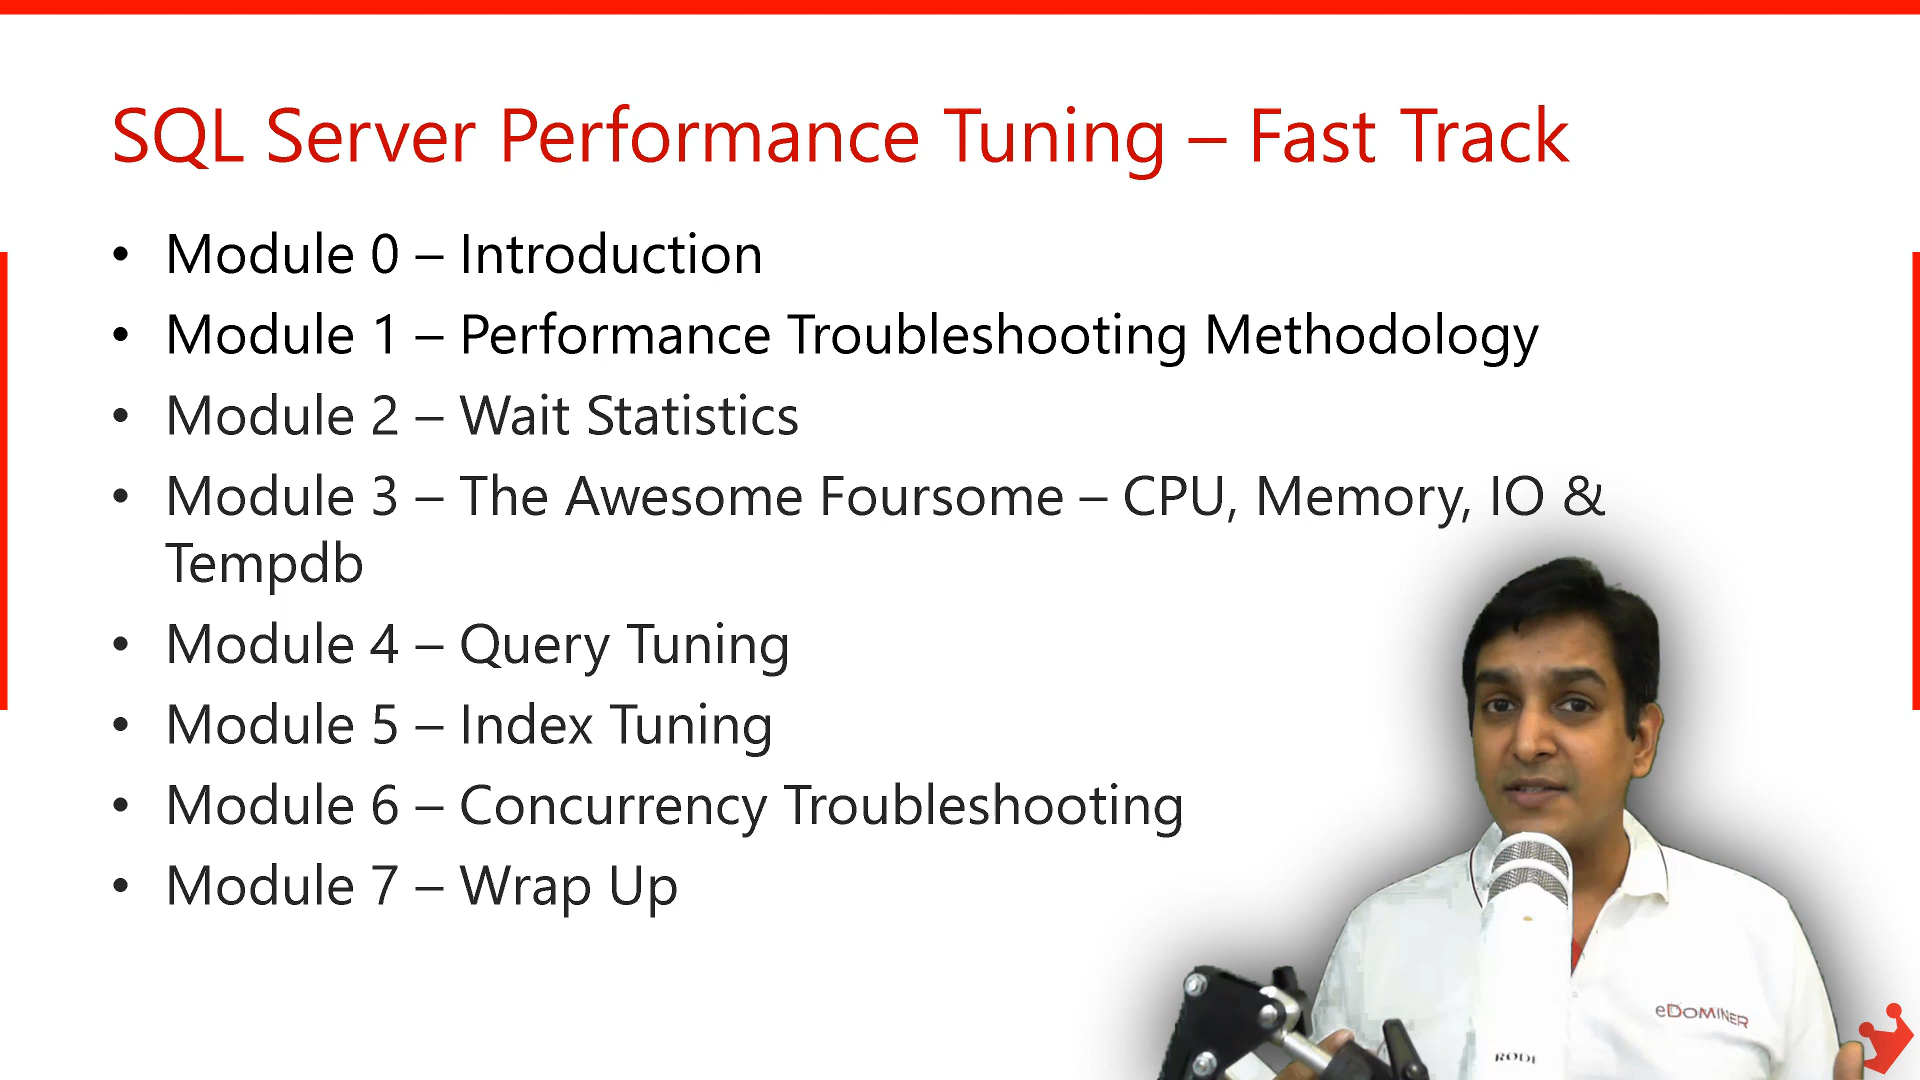 SQL Server Performance Tuning – Fast Track
• Module 0 – Introduction
• Module 1 – Performance Troubleshooting Methodology
• Module 2 – Wait Statistics
• Module 3 – The Awesome Foursome – CPU, Memory, IO &
Tempdb
• Module 4 – Query Tuning
• Module 5 – Index Tuning
• Module 6 – Concurrency Troubleshooting
• Module 7 – Wrap Up
eDOMINER
RODE